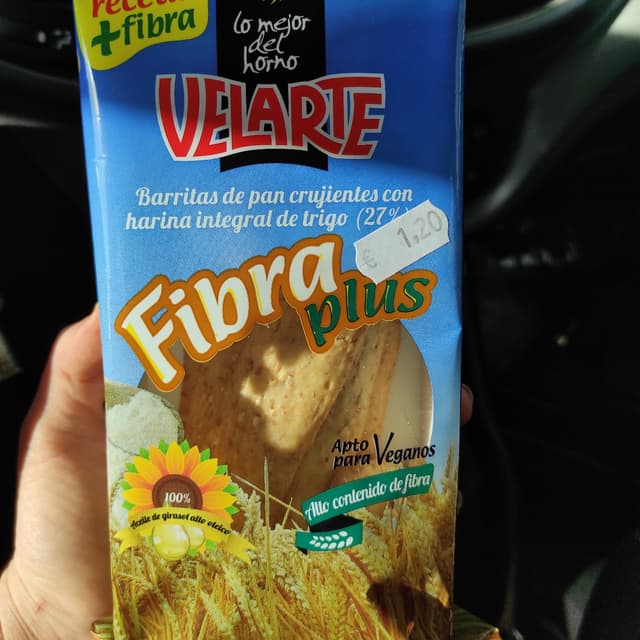 +fibra
lo mejor
del
horno
VELARTE
Barritas de pan crujientes con
harina integral de trigo (27%
€ 1,20
Fibra
plus
Apto
para Veganos
Alto contenido de fibra
100%
Aceite de girasol alto oleico